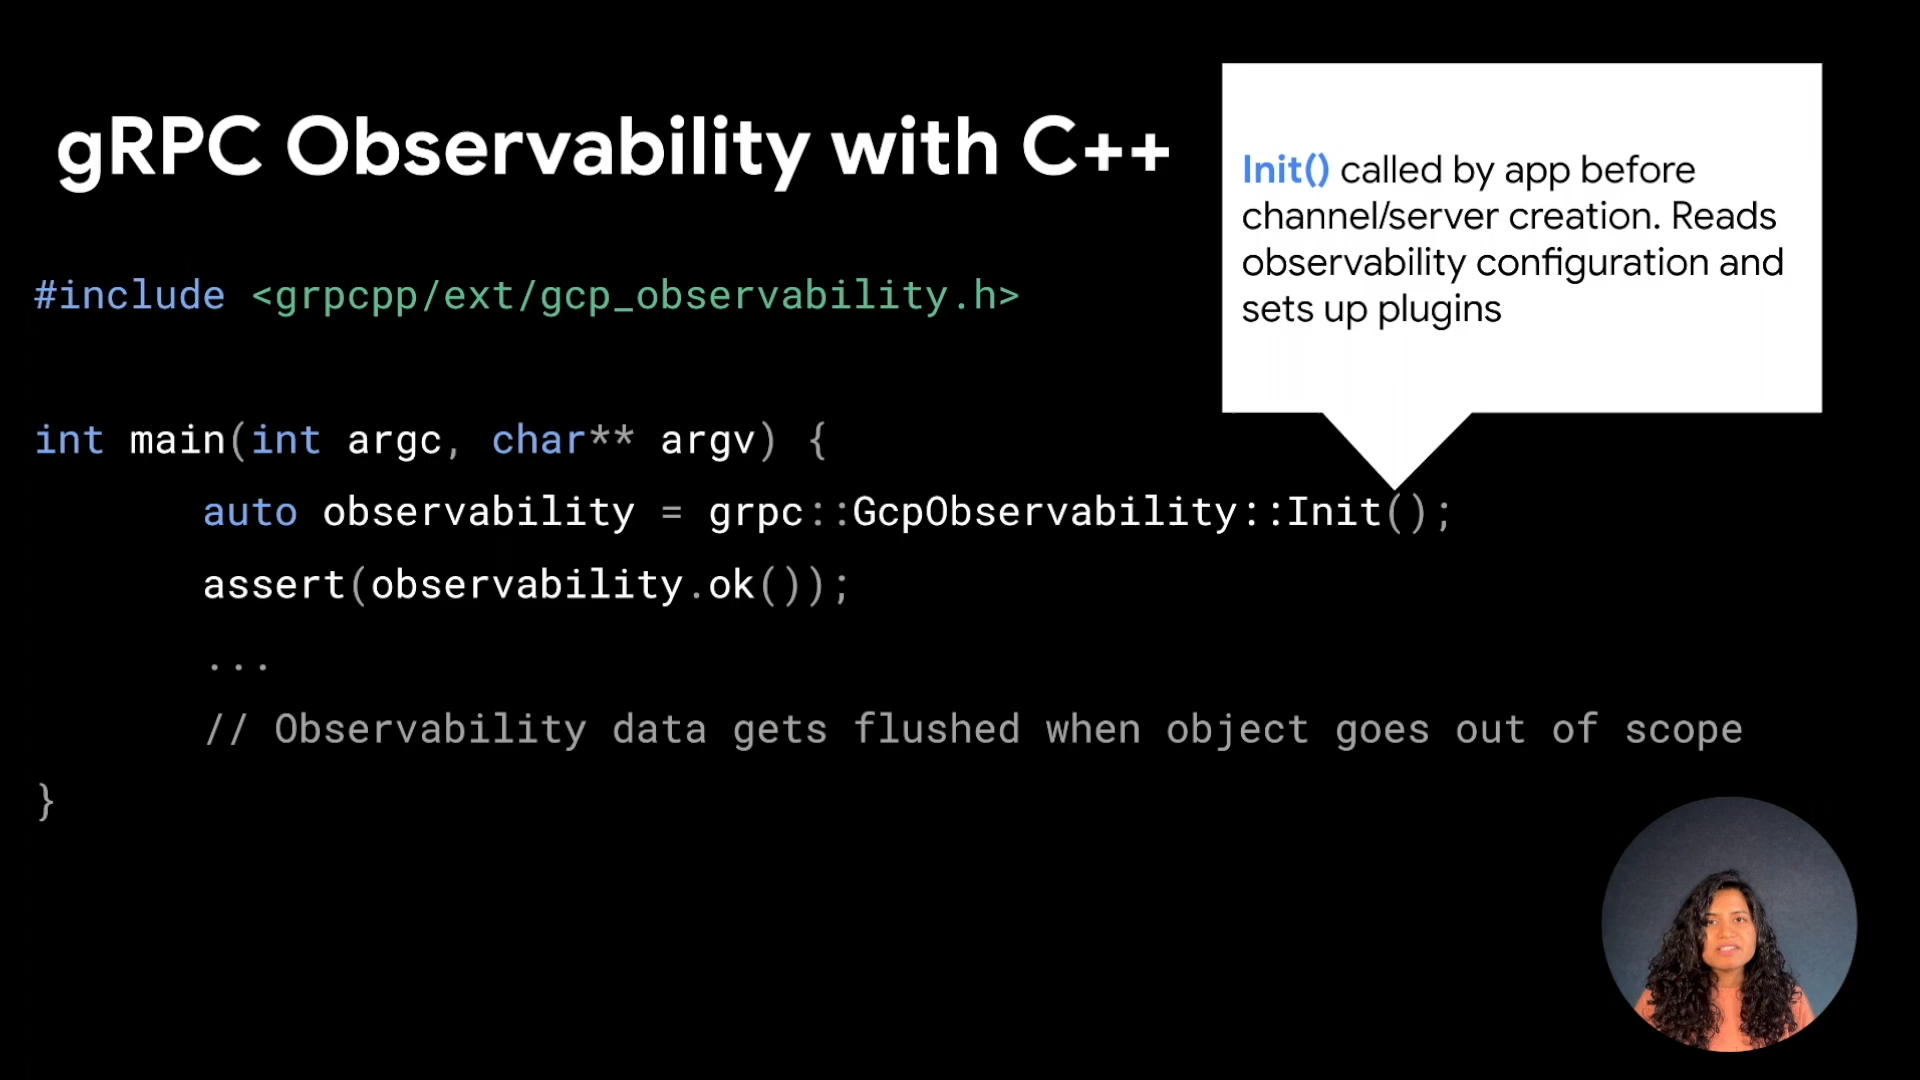 gRPC Observability with C++
Init() called by app before
channel/server creation. Reads
observability configuration and
sets up plugins
#include <grpcpp/ext/gcp_observability.h>
int main(int argc, char** argv) {
auto observability = grpc::GcpObservability::Init();
assert(observability.ok());
...
// Observability data gets flushed when object goes out of scope
}